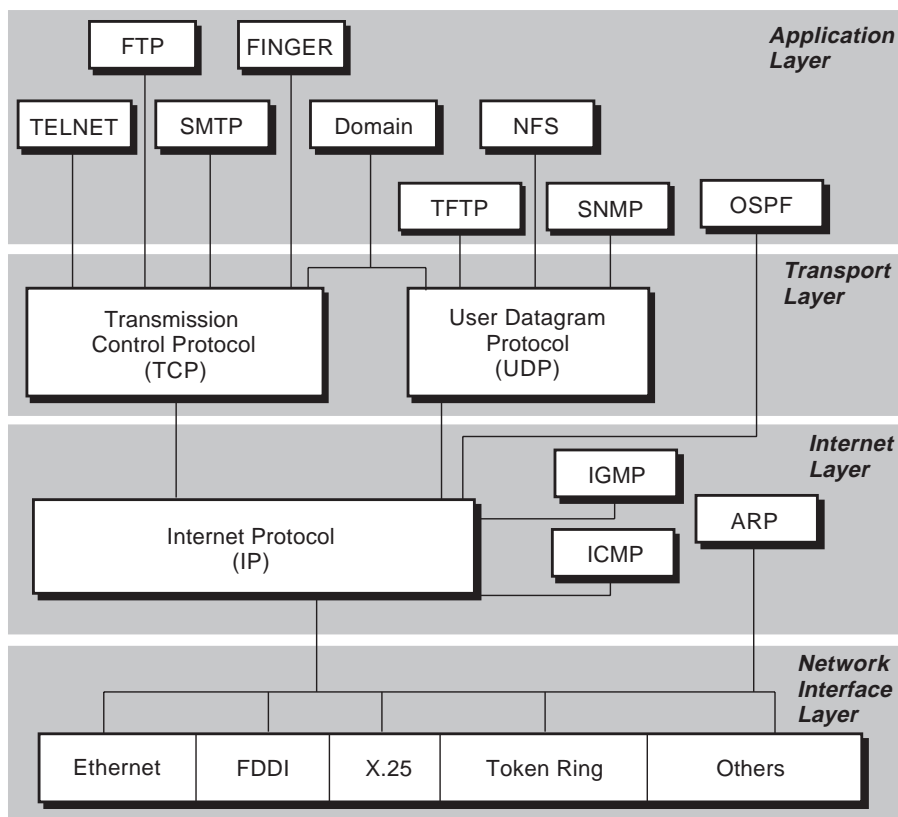 Application
Layer
FTP
FINGER
TELNET
SMTP
Domain
NFS
TFTP
SNMP
OSPF
Transport
Layer
Transmission
Control Protocol
(TCP)
User Datagram
Protocol
(UDP)
Internet
Layer
IGMP
ARP
Internet Protocol
(IP)
ICMP
Network
Interface
Layer
Ethernet
FDDI
X.25
Token Ring
Others